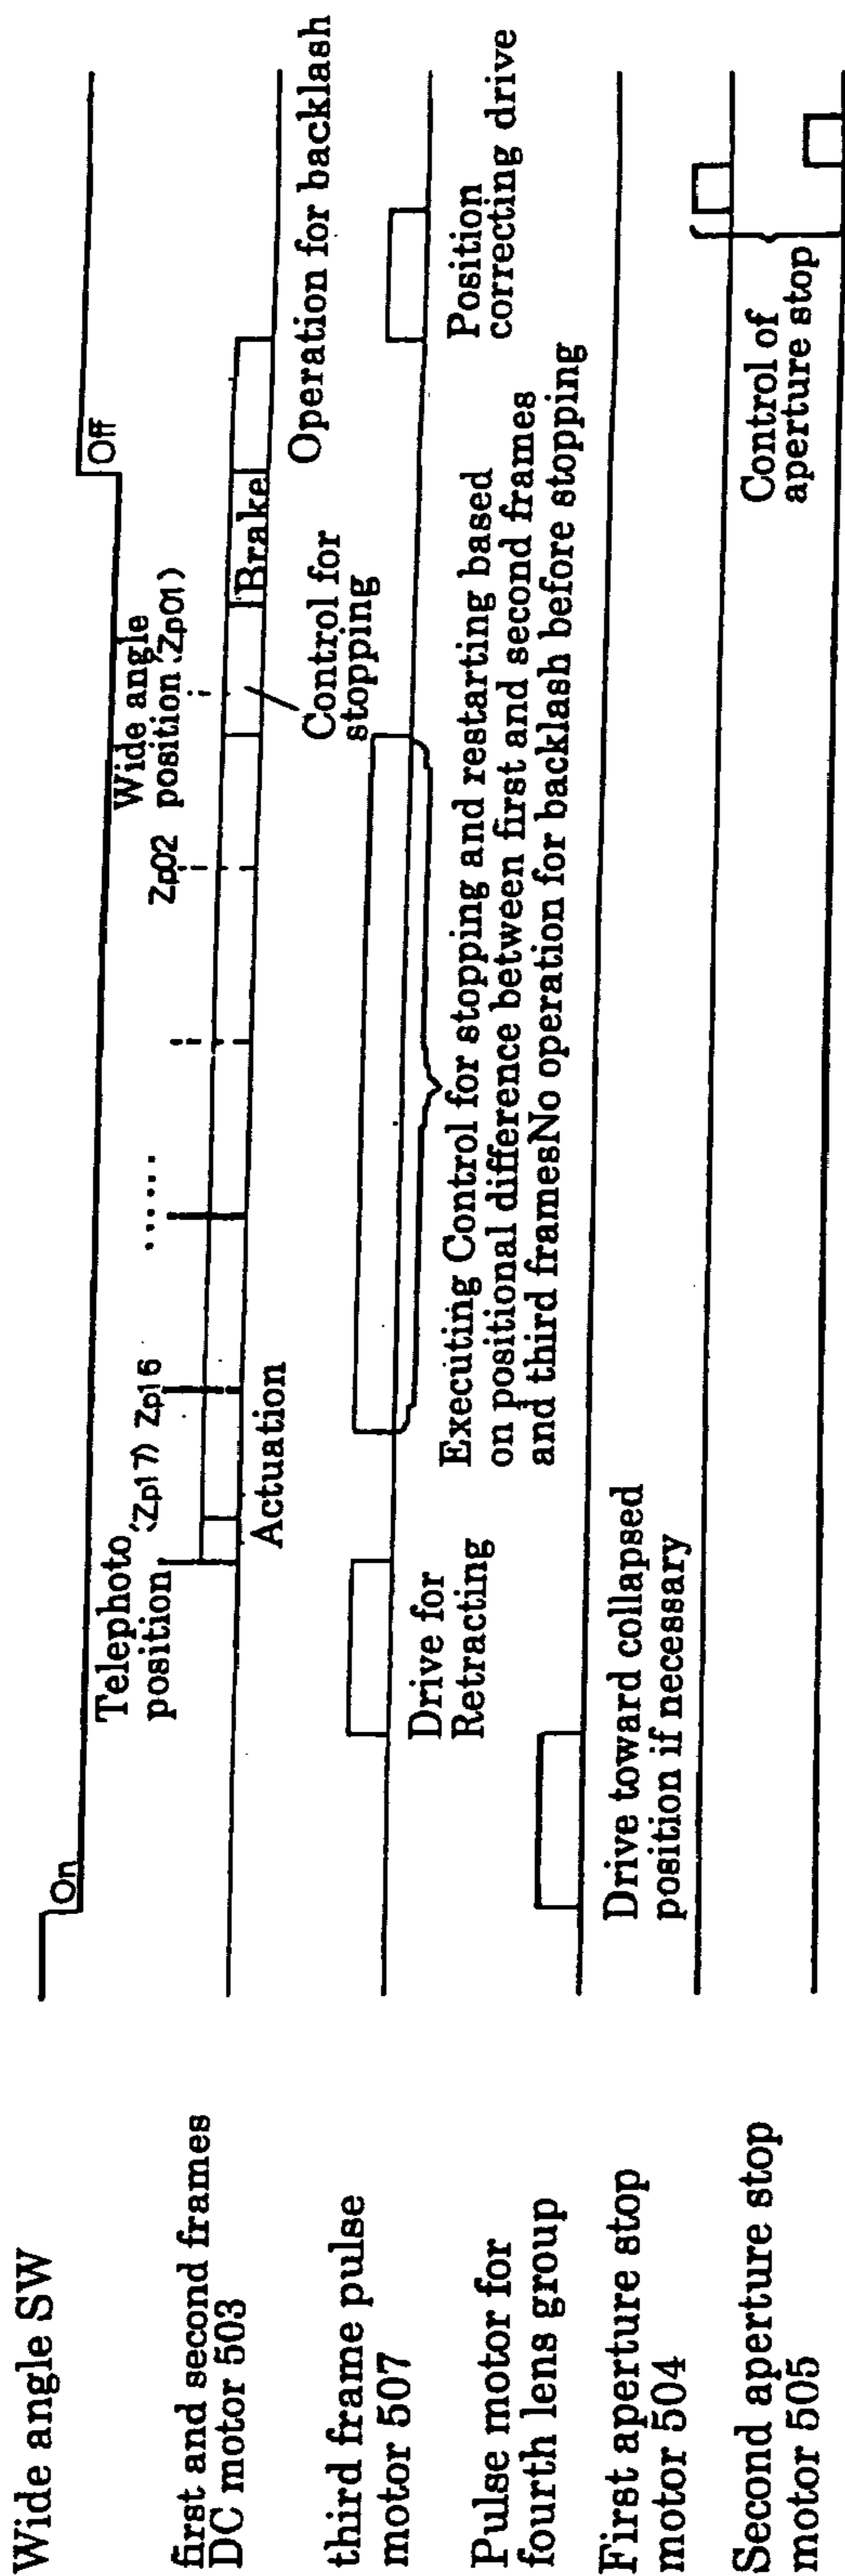 Wide angle SW
On
Off
first and second frames
DC motor 503
Telephoto
position
(Zp17)
Zp16
......
Zp02
Wide angle
position
(Zp01)
Actuation
Brake
Control for
stopping
Operation for backlash
third frame pulse
motor 507
Drive for
Retracting
Executing Control for stopping and restarting based
on positional difference between first and second frames
and third framesNo operation for backlash before stopping
Position
correcting drive
Pulse motor for
fourth lens group
Drive toward collapsed
position if necessary
First aperture stop
motor 504
Second aperture stop
motor 505
Control of
aperture stop